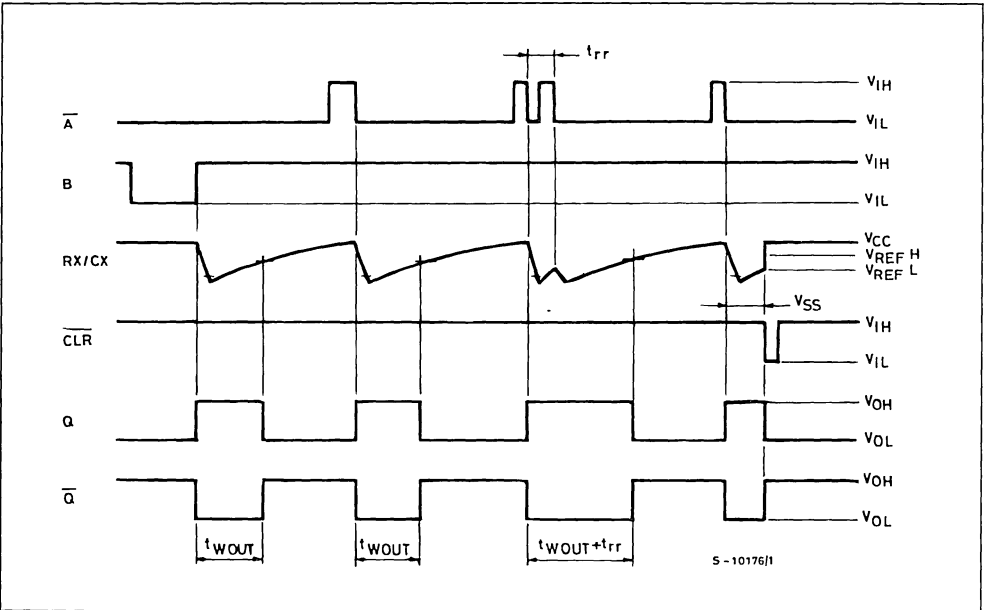 trr
A
VIH
VIL
B
VIH
VIL
RX/CX
VCC
VREF H
VREF L
VSS
CLR
VIH
VIL
Q
VOH
VOL
Q
VOH
VOL
tWOUT
tWOUT
tWOUT+trr
S-10176/1